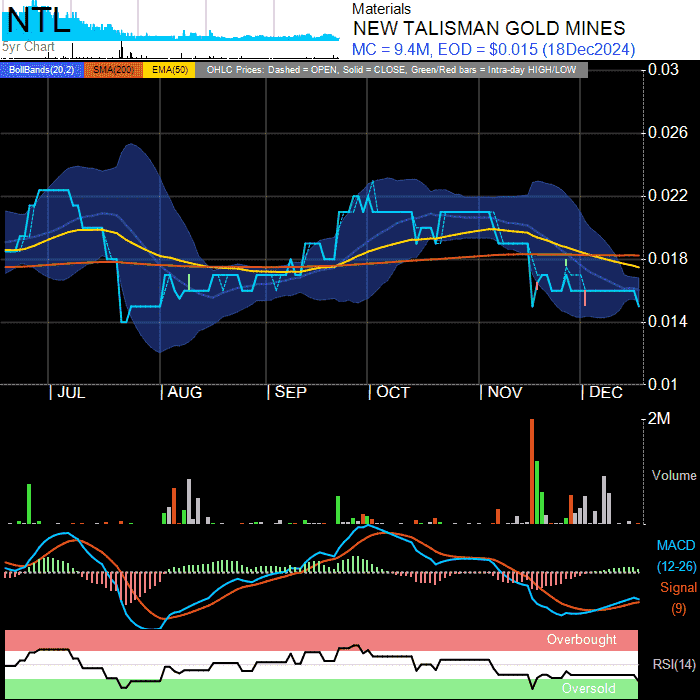 NTL
5yr Chart
Materials
NEW TALISMAN GOLD MINES
MC = 9.4M, EOD = $0.015 (18Dec2024)
BollBands(20,2) SMA(200) EMA(50) OHLC Prices: Dashed = OPEN, Solid = CLOSE, Green/Red bars = Intra-day HIGH/LOW
0.03
0.026
0.022
0.018
0.014
0.01
JUL AUG SEP OCT NOV DEC
2M
Volume
MACD
(12-26)
Signal
(9)
Overbought
RSI(14)
Oversold